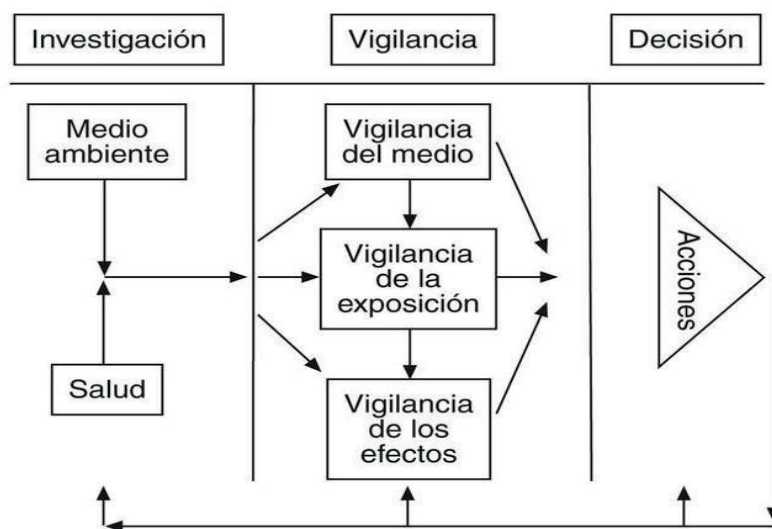 Investigación
Vigilancia
Decisión
Medio
ambiente
Salud
Vigilancia
del medio
Vigilancia
de la
exposición
Vigilancia
de los
efectos
Acciones